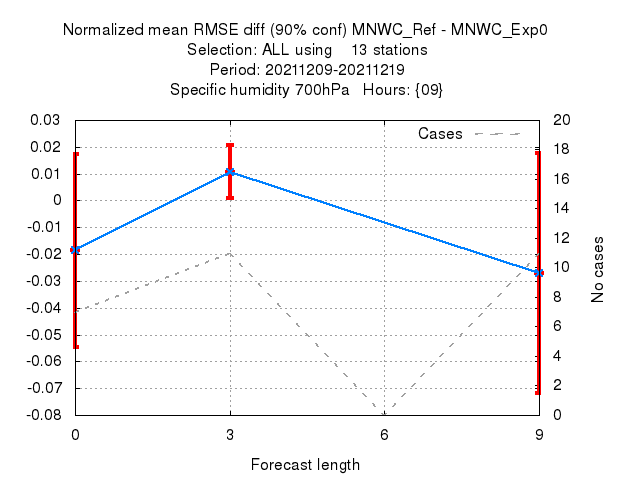 Normalized mean RMSE diff (90% conf) MNWC_Ref - MNWC_Exp0
Selection: ALL using    13 stations
Period: 20211209-20211219
Specific humidity 700hPa   Hours: {09}
Cases
0.03
0.02
0.01
0
-0.01
-0.02
-0.03
-0.04
-0.05
-0.06
-0.07
-0.08
20
18
16
14
12
10
8
6
4
2
0
No cases
0 3 6 9
Forecast length